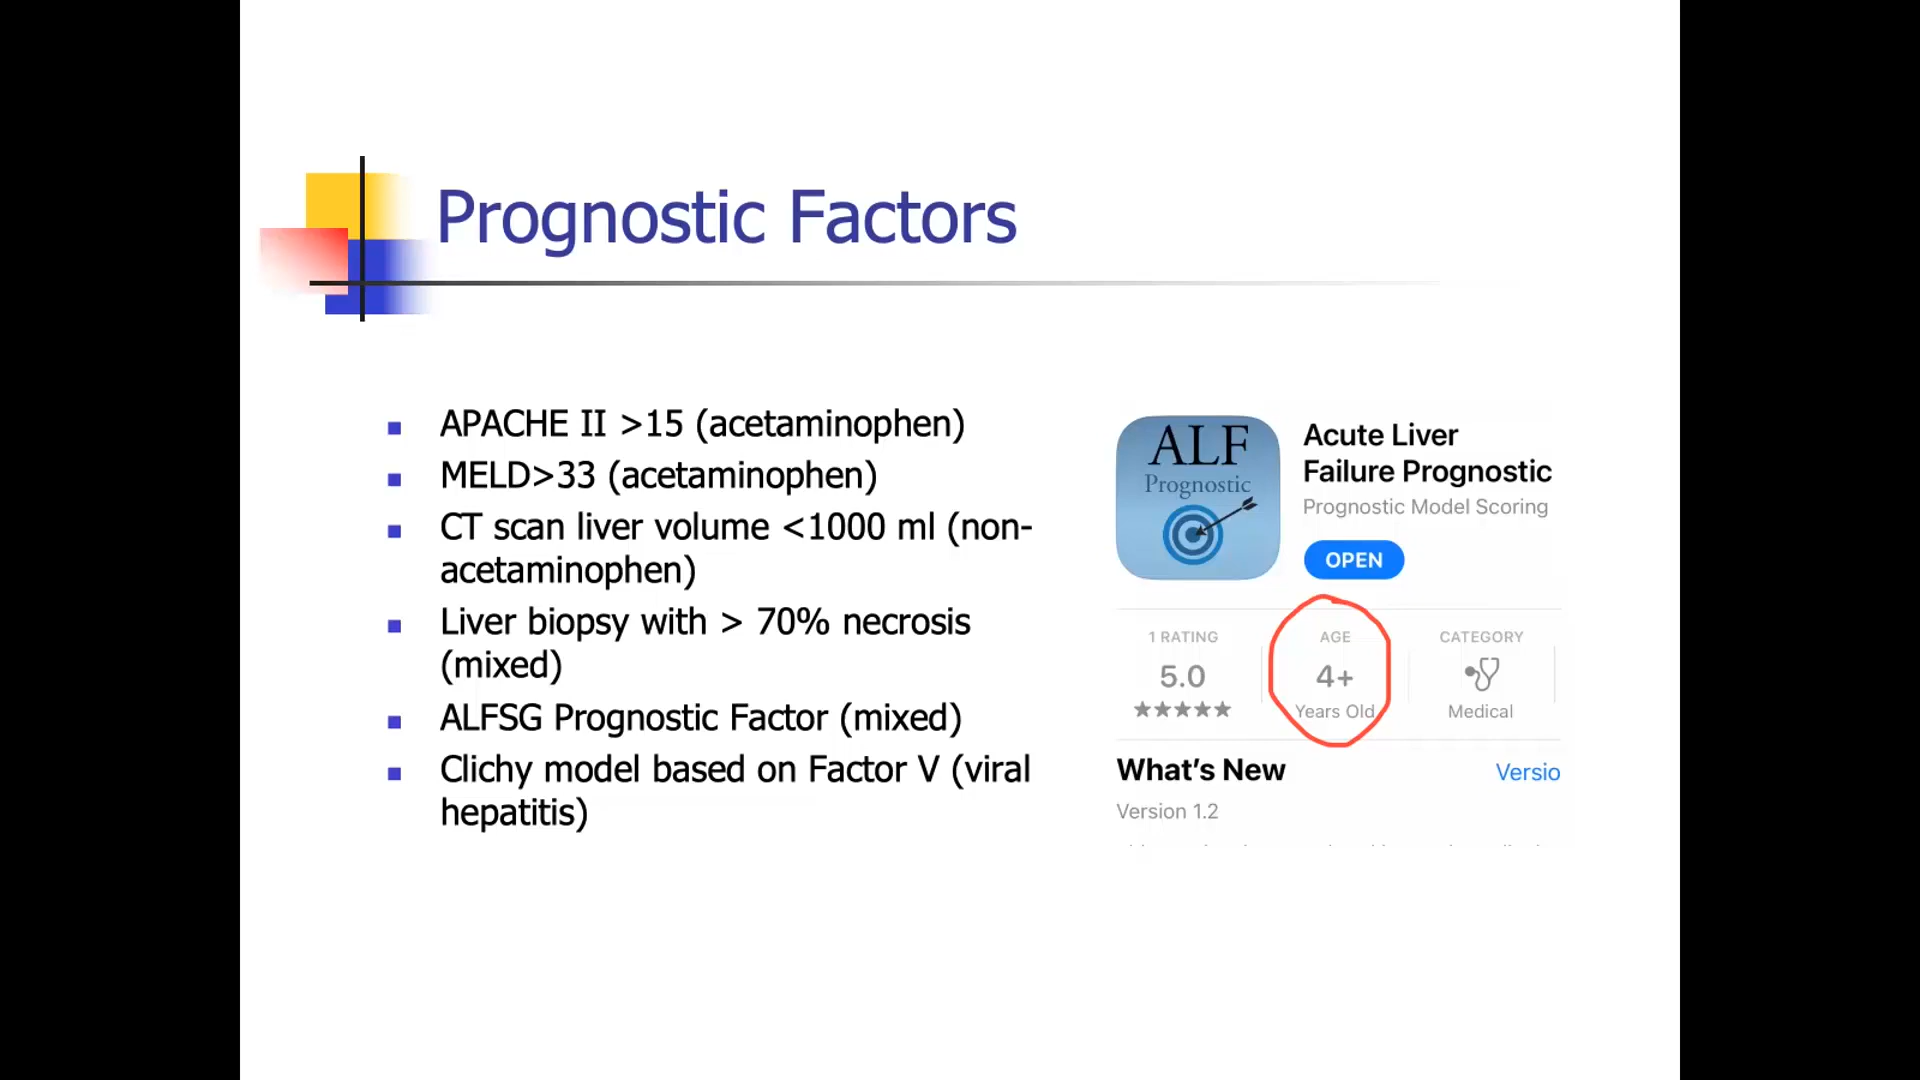 Prognostic Factors
APACHE II >15 (acetaminophen)
MELD>33 (acetaminophen)
CT scan liver volume <1000 ml (non-
acetaminophen)
Liver biopsy with > 70% necrosis
(mixed)
ALFSG Prognostic Factor (mixed)
Clichy model based on Factor V (viral
hepatitis)
ALF
Prognostic
Acute Liver
Failure Prognostic
Prognostic Model Scoring
OPEN
1 RATING
5.0
AGE
4+
Years Old
CATEGORY
Medical
What's New
Versio
Version 1.2